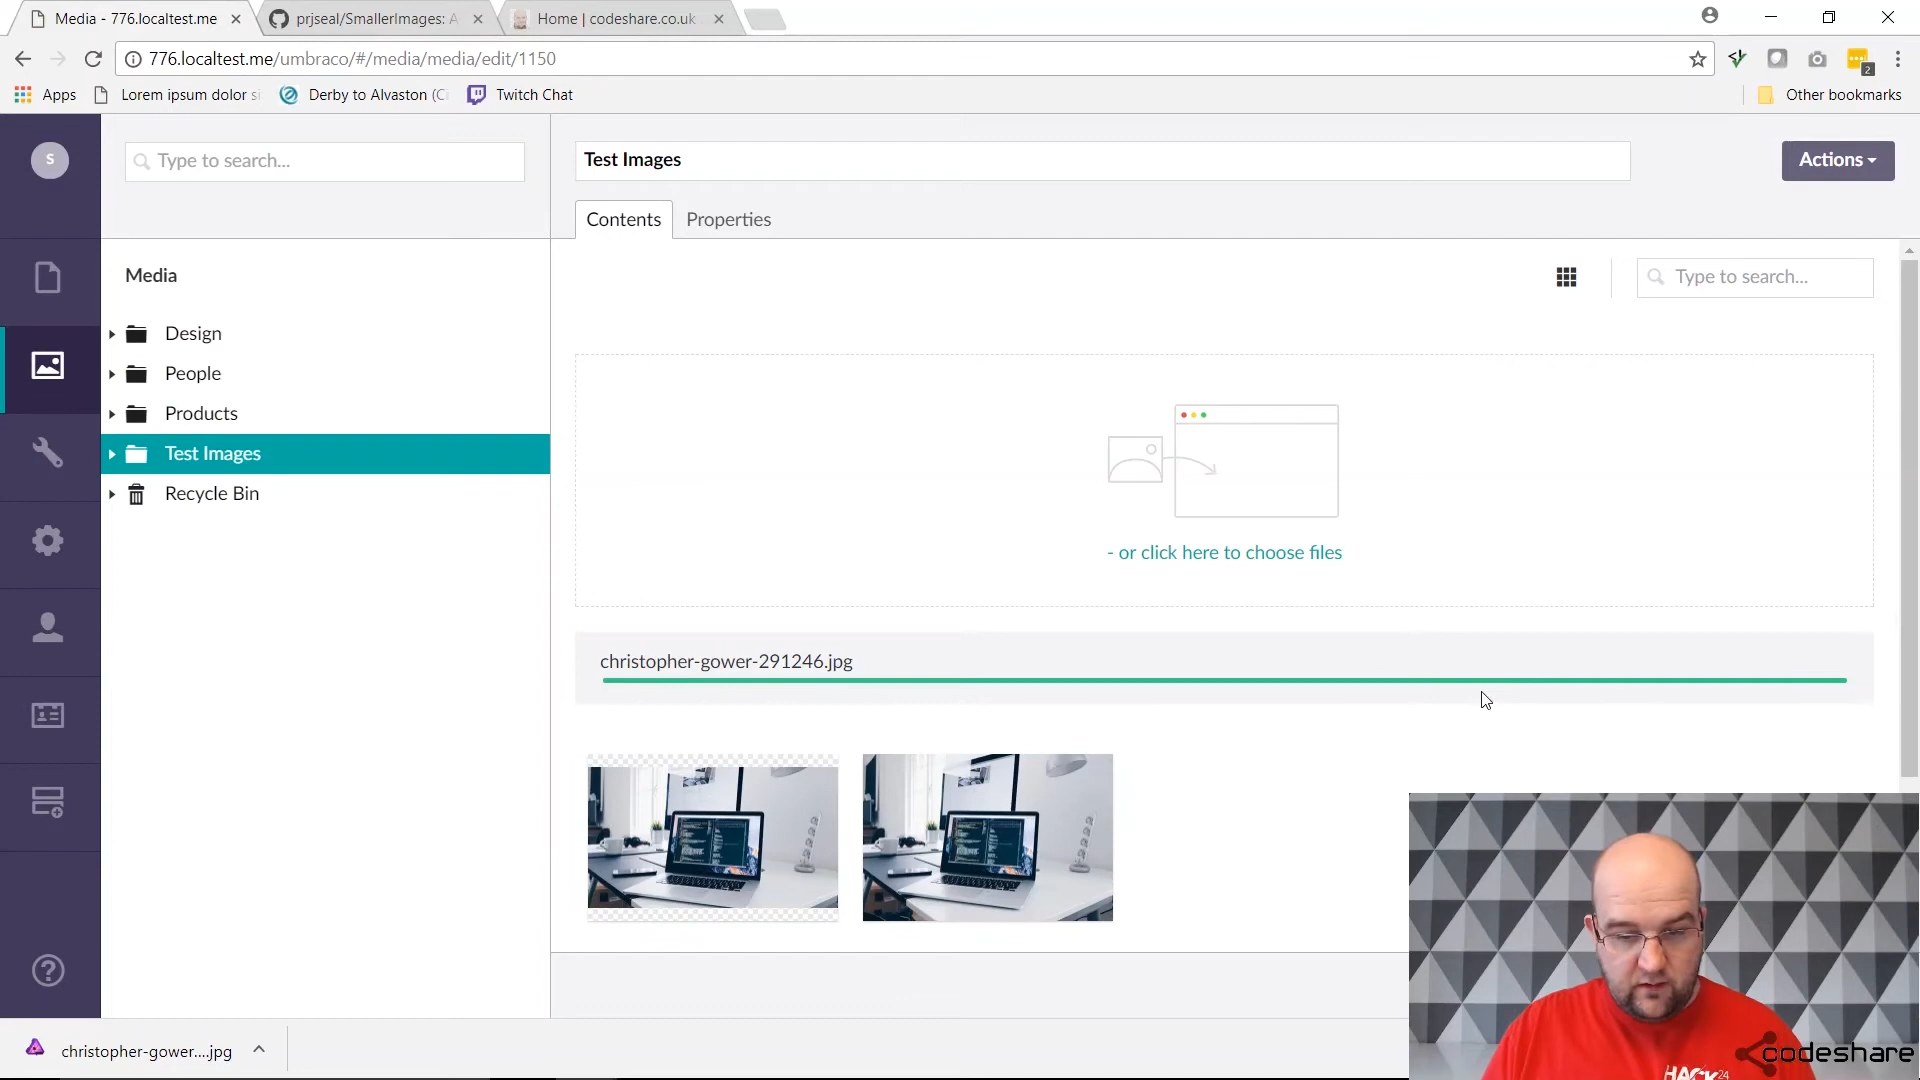 Media - 776.localtest.me
prjseal/SmallerImages: A
Home | codeshare.co.uk
776.localtest.me/umbraco/#/media/media/edit/1150
2
Apps
Lorem ipsum dolor si
Derby to Alvaston (C
Twitch Chat
Other bookmarks
S
Type to search...
Test Images
Actions
Contents
Properties
Media
Type to search...
Design
People
Products
Test Images
Recycle Bin
- or click here to choose files
christopher-gower-291246.jpg
christopher-gower....jpg
codeshare
HACK24